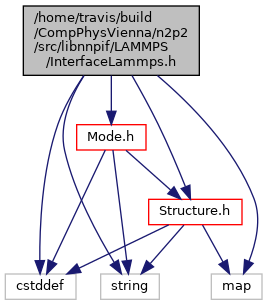 /home/travis/build
/CompPhysVienna/n2p2
/src/libnnpif/LAMMPS
/InterfaceLammps.h
Mode.h
Structure.h
cstddef
string
map